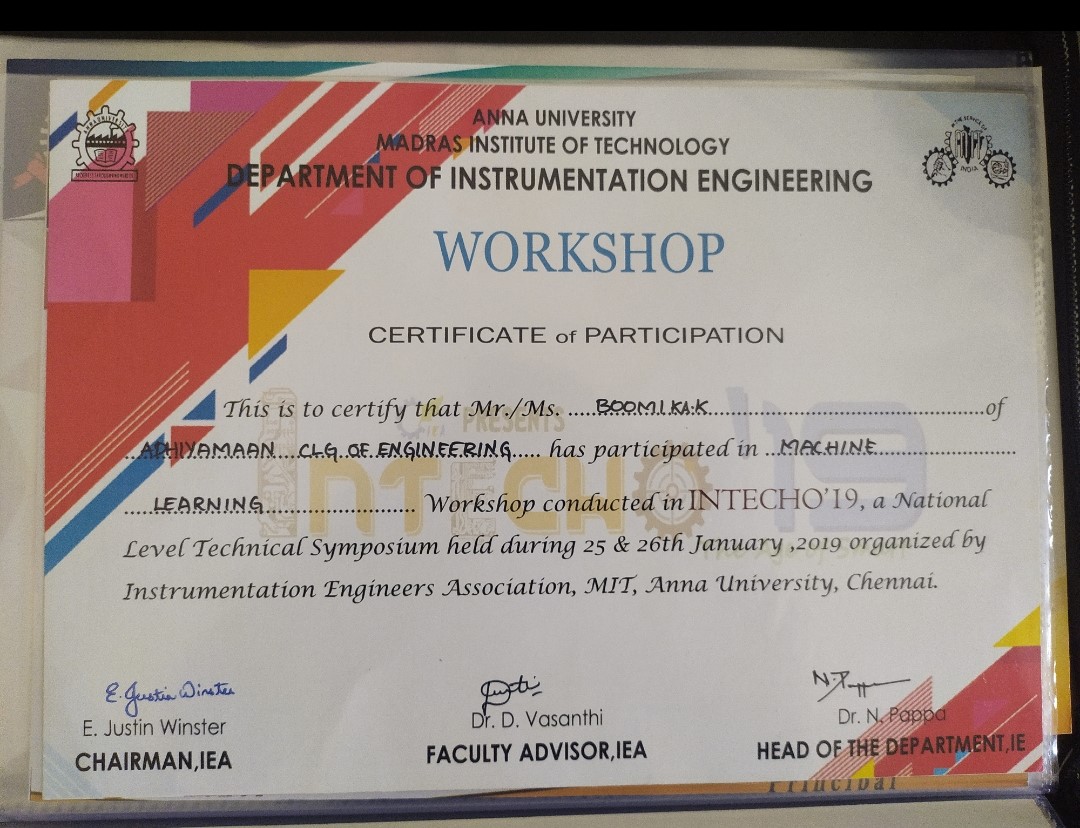 ANNA UNIVERSITY
MADRAS INSTITUTE OF TECHNOLOGY
DEPARTMENT OF INSTRUMENTATION ENGINEERING
WORKSHOP
CERTIFICATE of PARTICIPATION
This is to certify that Mr./Ms. ....BOOMIKA.K..........................of
PRESENTS
..ADHIYAMAAN...CLG.OF.ENGINEERING..... has participated in ..MACHINE..........................
INTECHO '19
.....LEARNING............................ Workshop conducted in INTECHO'19, a National
Level Technical Symposium held during 25 & 26th January ,2019 organized by
Instrumentation Engineers Association, MIT, Anna University, Chennai.
E. Justin Winster
E. Justin Winster
CHAIRMAN,IEA
Dr. D. Vasanthi
FACULTY ADVISOR,IEA
N. Pappa
Dr. N. Pappa
HEAD OF THE DEPARTMENT,IE
Principal